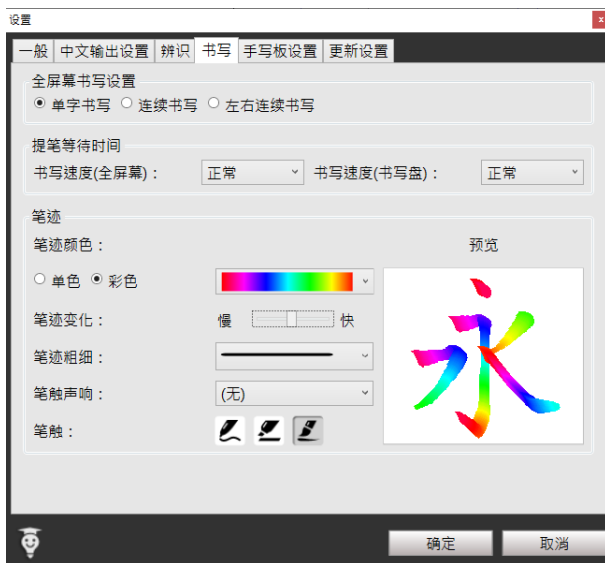 设置
x
一般 中文输出设置 辨识 书写 手写板设置 更新设置
全屏幕书写设置
单字书写 连续书写 左右连续书写
提笔等待时间
书写速度(全屏幕)： 正常 书写速度(书写盘)： 正常
笔迹
笔迹颜色： 预览
单色 彩色
笔迹变化： 慢 快
笔迹粗细：
笔触声响： (无)
笔触：
永
确定 取消